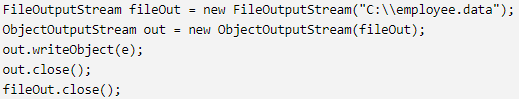 FileOutputStream fileOut = new FileOutputStream("C:\\employee.data");
ObjectOutputStream out = new ObjectOutputStream(fileOut);
out.writeObject(e);
out.close();
fileOut.close();